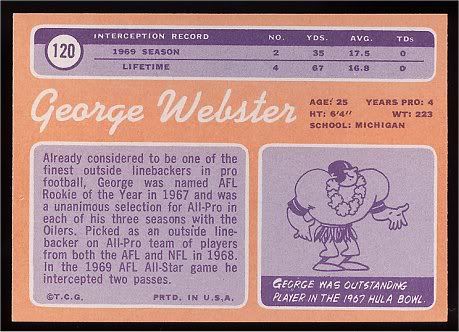 120
INTERCEPTION RECORD NO. YDS. AVG. TDs
1969 SEASON 2 35 17.5 0
LIFETIME 4 67 16.8 0
George Webster
AGE: 25 YEARS PRO: 4
HT: 6'4" WT: 223
SCHOOL: MICHIGAN
Already considered to be one of the
finest outside linebackers in pro
football, George was named AFL
Rookie of the Year in 1967 and was
a unanimous selection for All-Pro in
each of his three seasons with the
Oilers. Picked as an outside line-
backer on All-Pro team of players
from both the AFL and NFL in 1968.
In the 1969 AFL All-Star game he
intercepted two passes.
©T.C.G. PRTD. IN U.S.A.
GEORGE WAS OUTSTANDING
PLAYER IN THE 1967 HULA BOWL.